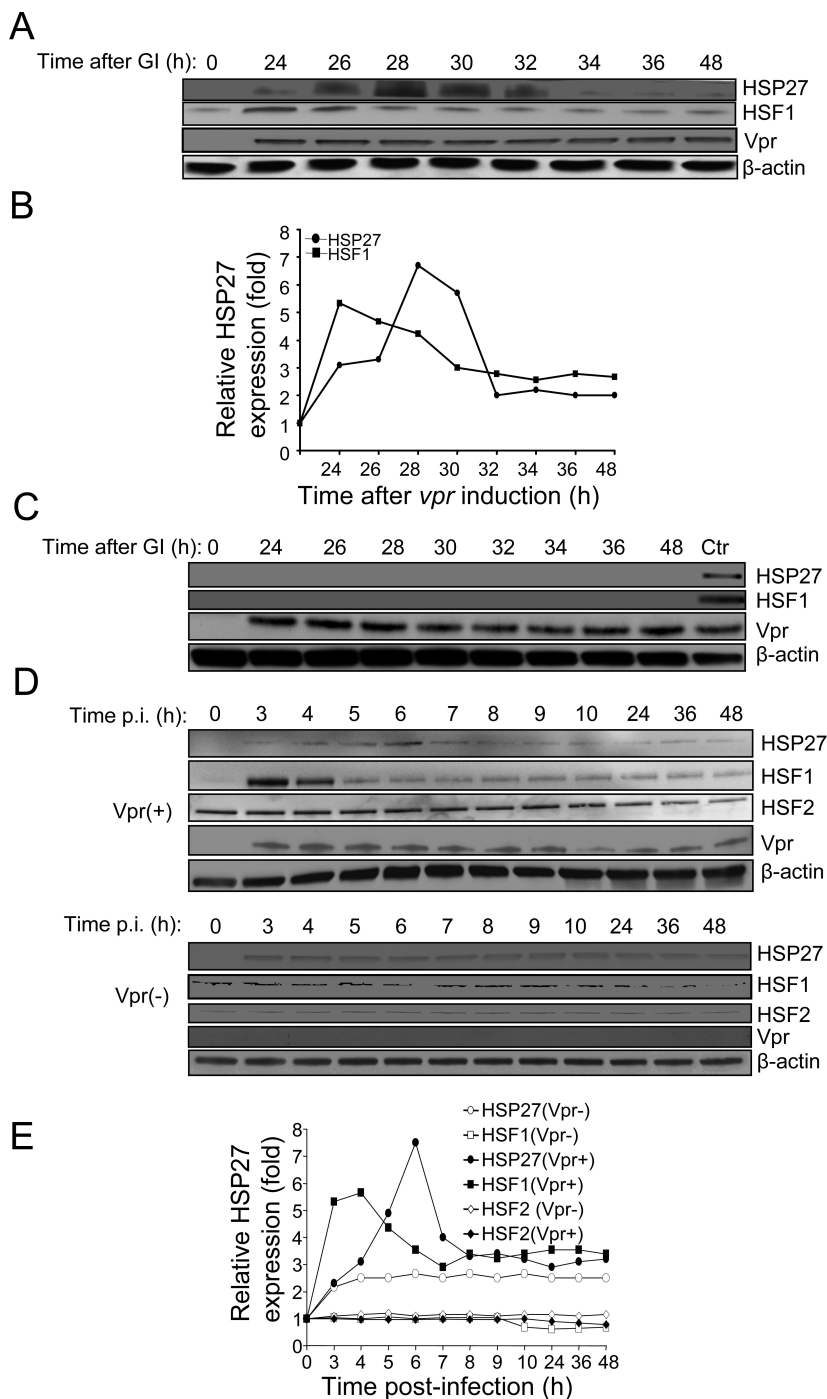 A
Time after GI (h): 0 24 26 28 30 32 34 36 48
HSP27
HSF1
Vpr
β-actin
B
Relative HSP27
expression (fold)
8
7
6
5
4
3
2
1
0
HSP27
HSF1
24 26 28 30 32 34 36 48
Time after vpr induction (h)
C
Time after GI (h): 0 24 26 28 30 32 34 36 48 Ctr
HSP27
HSF1
Vpr
β-actin
D
Time p.i. (h): 0 3 4 5 6 7 8 9 10 24 36 48
Vpr(+)
HSP27
HSF1
HSF2
Vpr
β-actin
Time p.i. (h): 0 3 4 5 6 7 8 9 10 24 36 48
Vpr(-)
HSP27
HSF1
HSF2
Vpr
β-actin
E
Relative HSP27
expression (fold)
8
7
6
5
4
3
2
1
0
HSP27(Vpr-)
HSF1(Vpr-)
HSP27(Vpr+)
HSF1(Vpr+)
HSF2 (Vpr-)
HSF2(Vpr+)
0 3 4 5 6 7 8 9 10 24 36 48
Time post-infection (h)